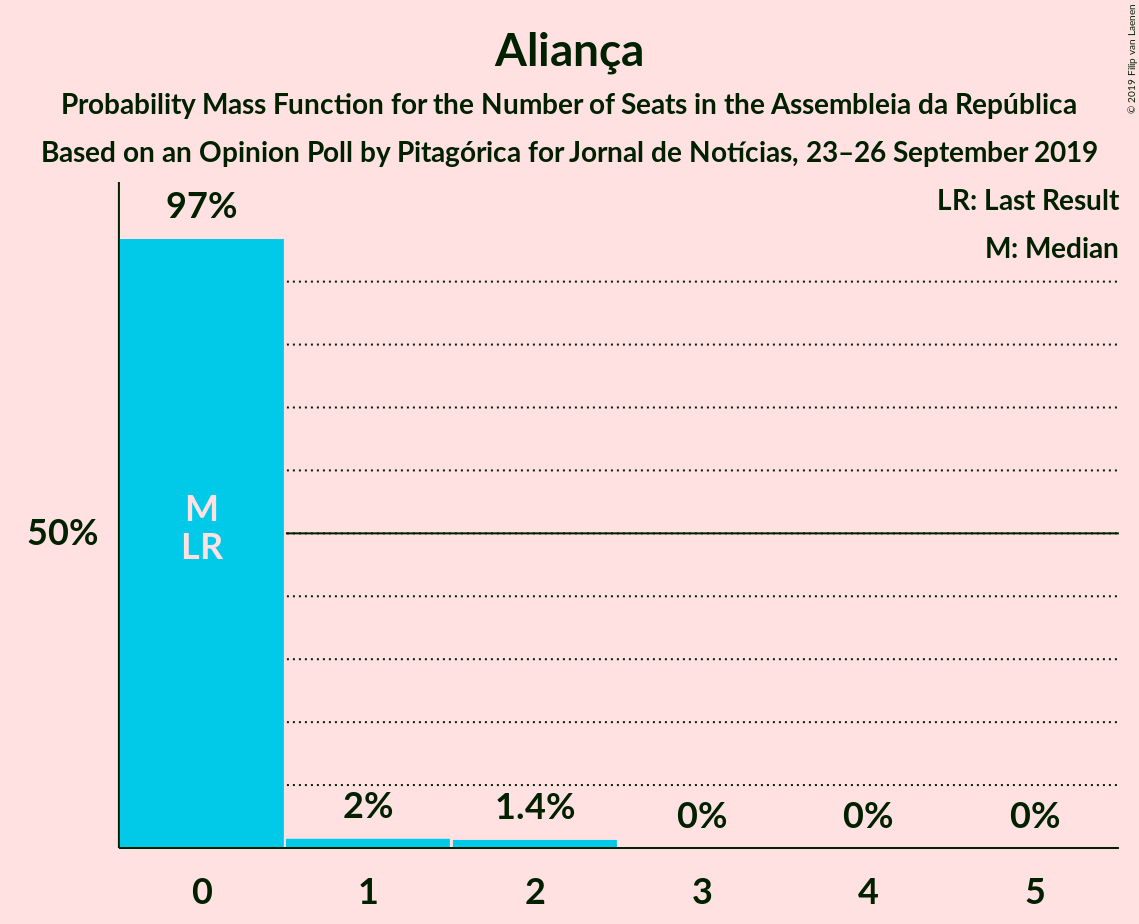 Aliança
Probability Mass Function for the Number of Seats in the Assembleia da República
Based on an Opinion Poll by Pitagórica for Jornal de Notícias, 23–26 September 2019
© 2019 Filip van Laenen
LR: Last Result
M: Median
97%
M
LR
50%
2%
1.4%
0%
0%
0%
0
1
2
3
4
5